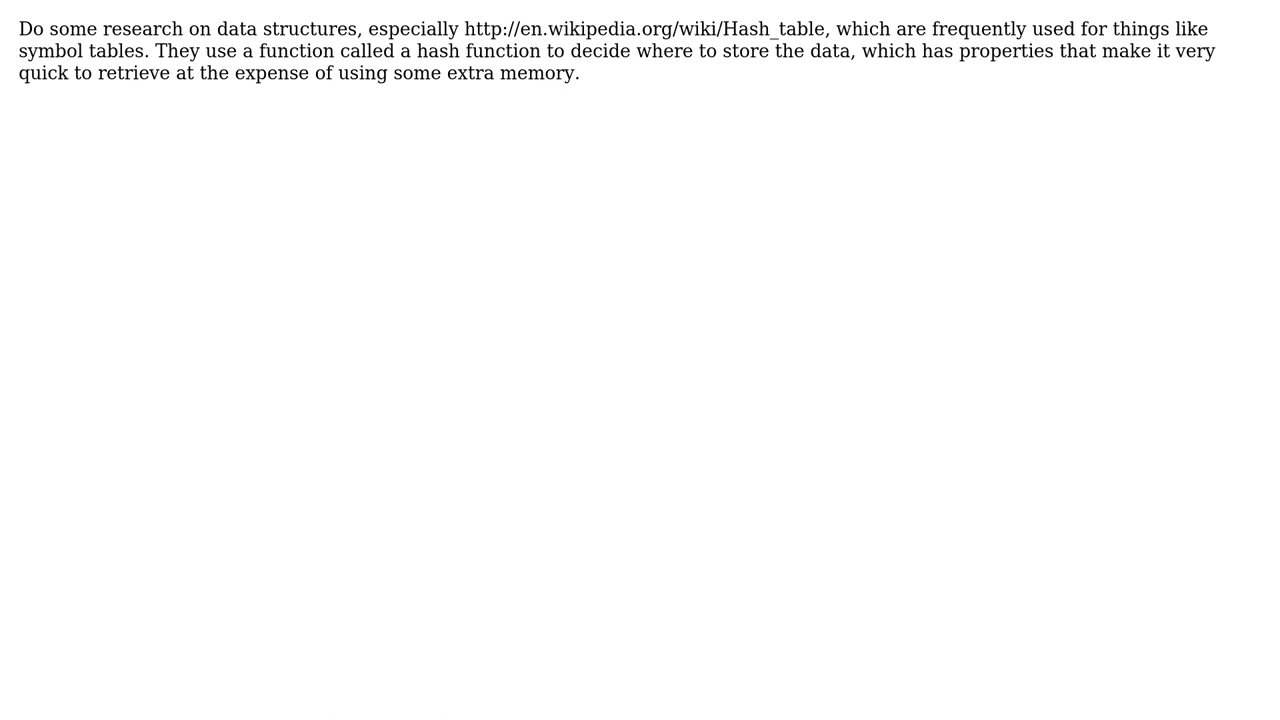 Do some research on data structures, especially http://en.wikipedia.org/wiki/Hash_table, which are frequently used for things like
symbol tables. They use a function called a hash function to decide where to store the data, which has properties that make it very
quick to retrieve at the expense of using some extra memory.